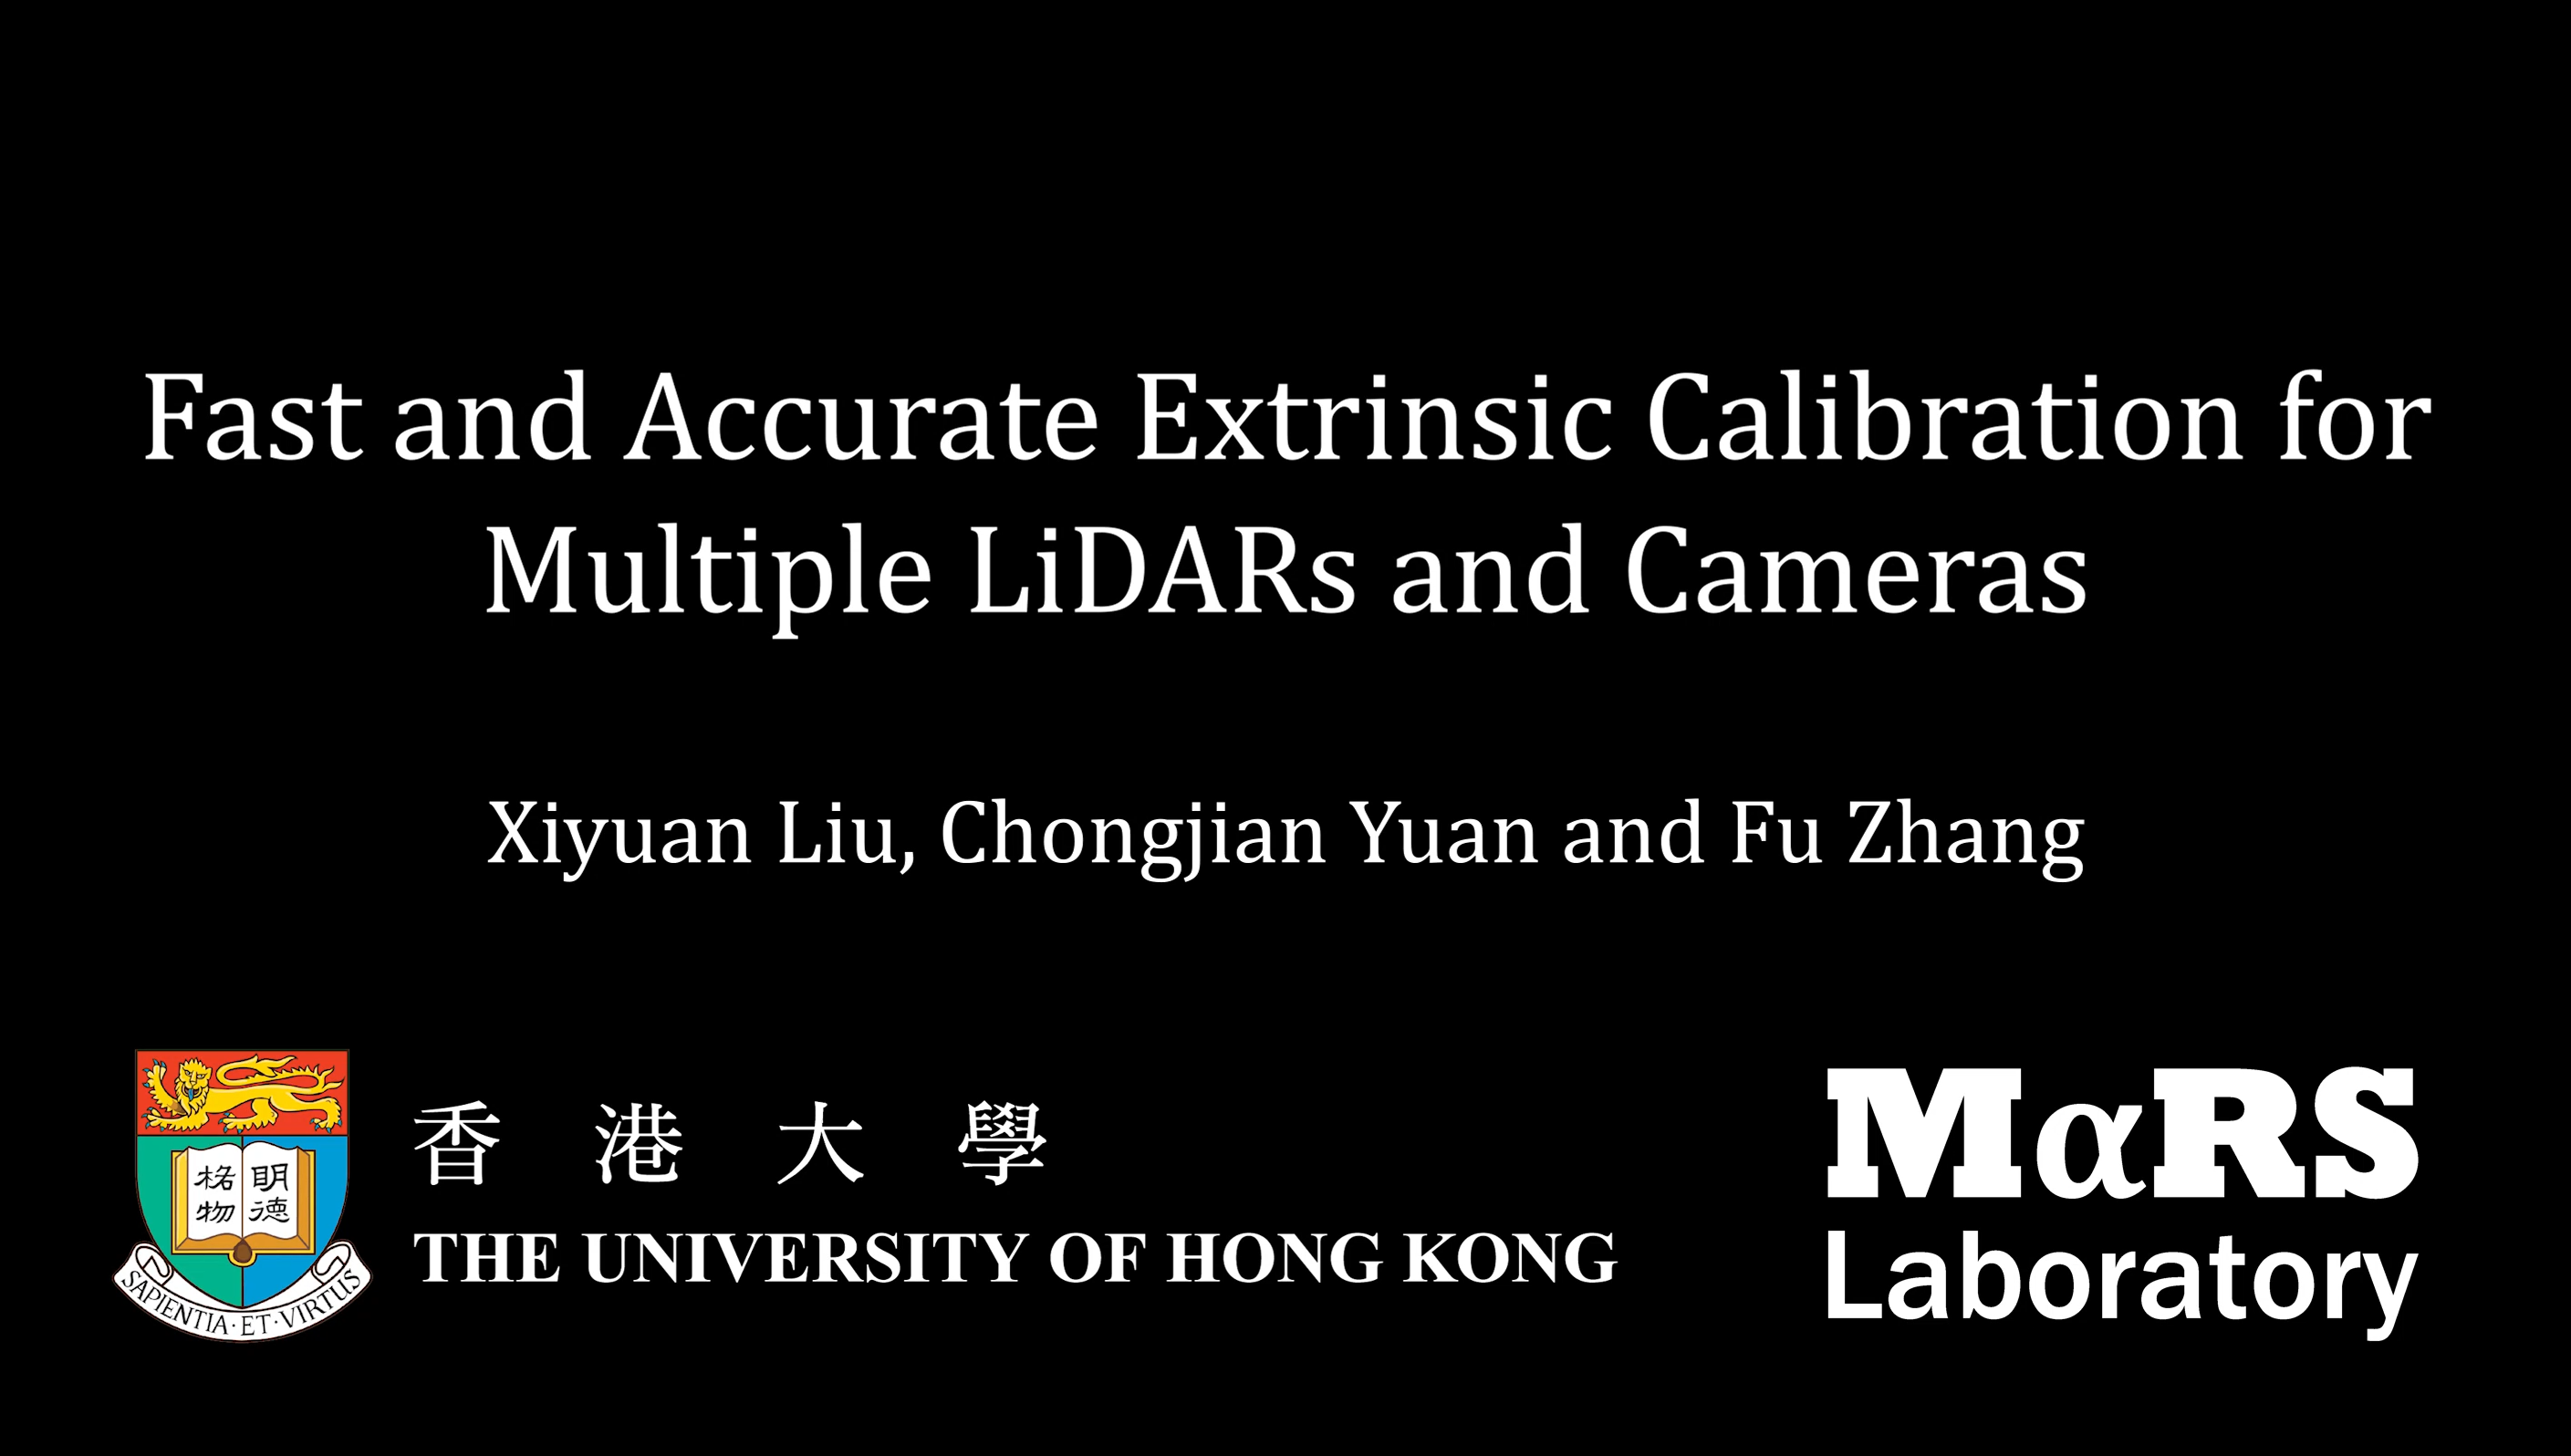 Fast and Accurate Extrinsic Calibration for
Multiple LiDARs and Cameras
Xiyuan Liu, Chongjian Yuan and Fu Zhang
明德
格物
SAPIENTIA·ET·VIRTUS
香港大學
THE UNIVERSITY OF HONG KONG
MαRS
Laboratory